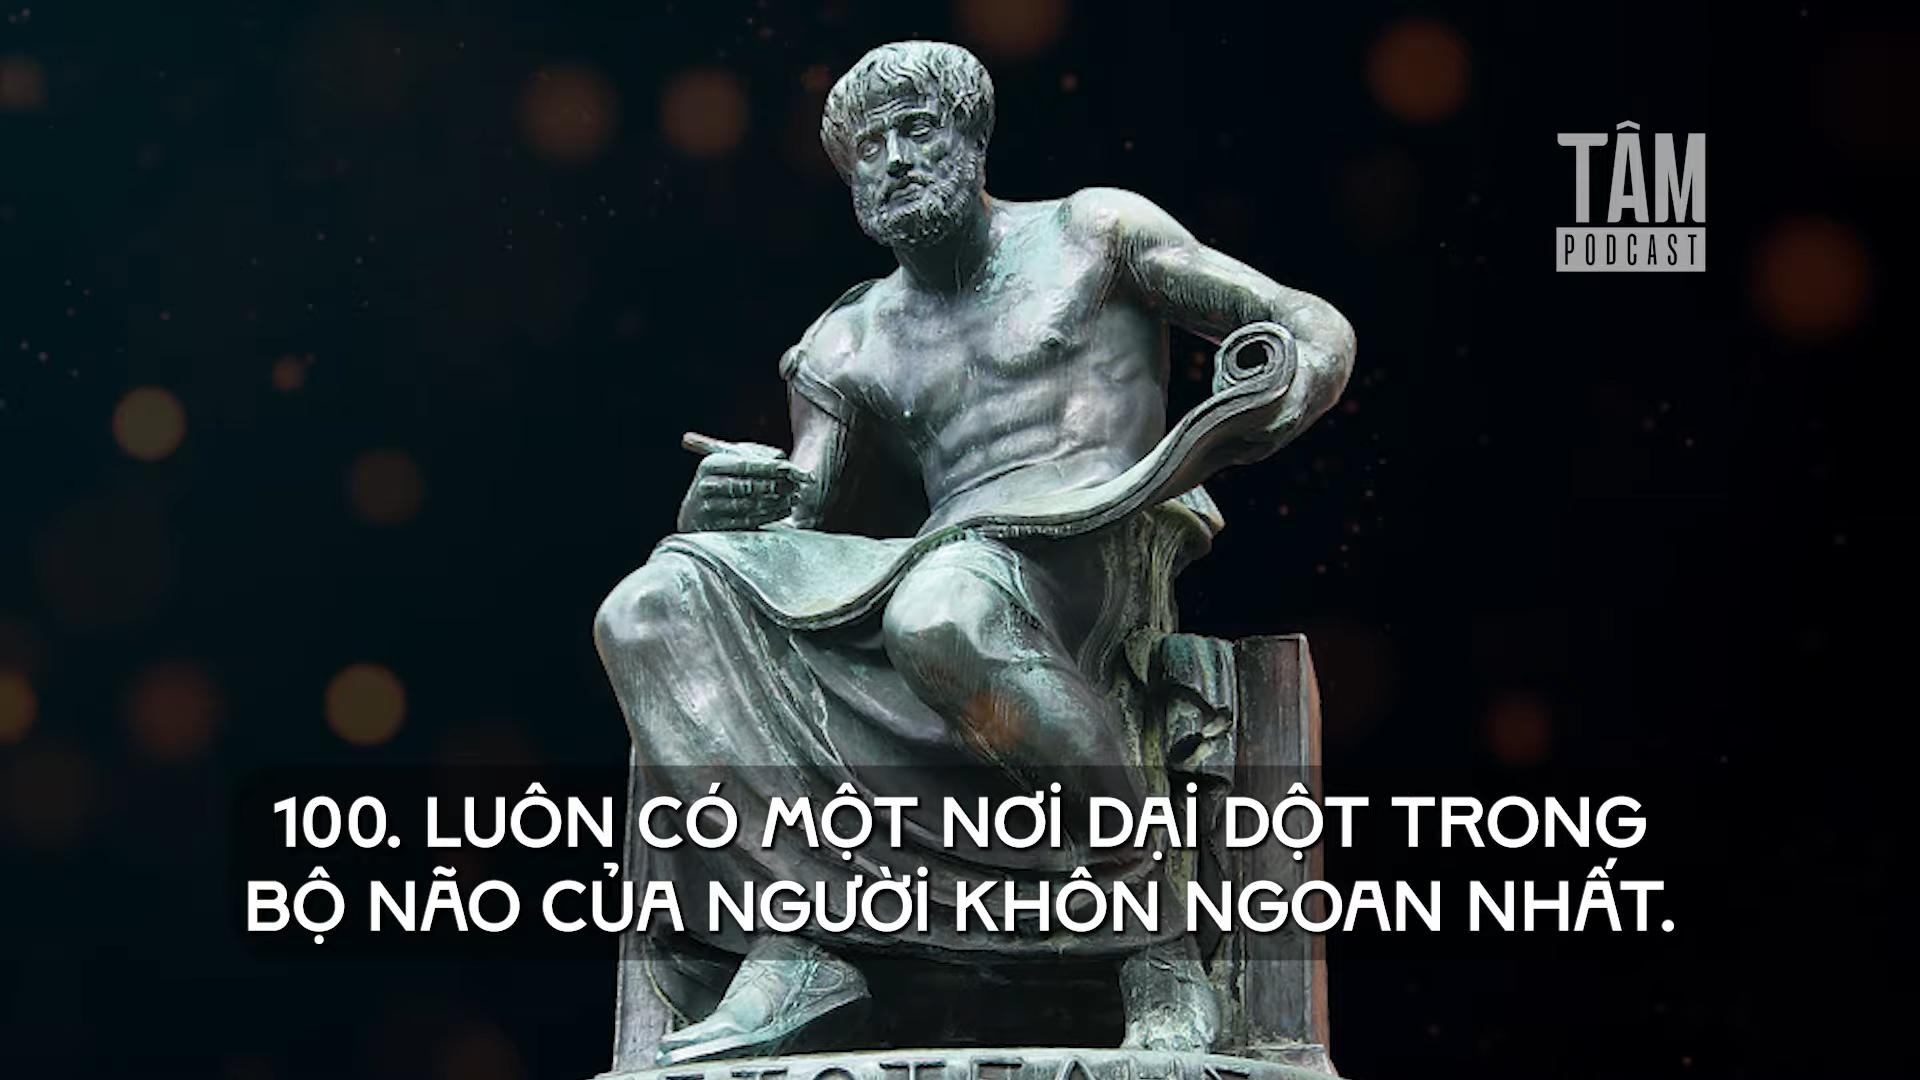 TÂM
PODCAST
100. LUÔN CÓ MỘT NƠI DẠI DỘT TRONG
BỘ NÃO CỦA NGƯỜI KHÔN NGOAN NHẤT.